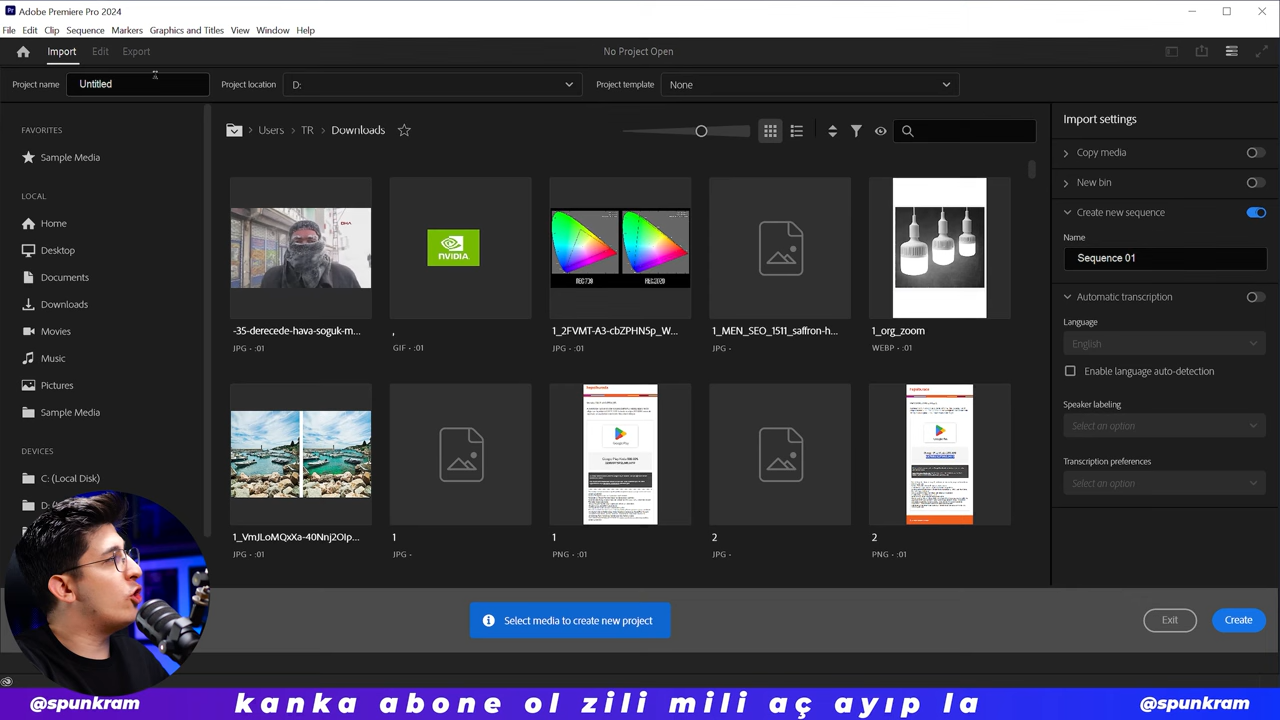 Adobe Premiere Pro 2024
File Edit Clip Sequence Markers Graphics and Titles View Window Help
Import Edit Export No Project Open
Project name Untitled Project location D: Project template None
FAVORITES
Sample Media
LOCAL
Home
Desktop
Documents
Downloads
Movies
Music
Pictures
Sample Media
DEVICES
C: (Local Disk)
Users TR Downloads
-35-derecede-hava-soguk-m...
JPG - :01
,
GIF - :01
1_2FVMT-A3-cbZPHN5p_W...
JPG - :01
1_MEN_SEO_1511_saffron-h...
JPG -
1_org_zoom
WEBP - :01
1_VmJLoMQxXa-40Nnj2OIp...
JPG - :01
1
JPG -
1
PNG - :01
2
JPG -
2
PNG - :01
DHA
NVIDIA
REC709 REC2020
Import settings
Copy media
New bin
Create new sequence
Name
Sequence 01
Automatic transcription
Language
English
Enable language auto-detection
Speaker labeling
Select an option
Transcription preferences
Select an option
Select media to create new project
Exit Create
@spunkram kanka abone ol zili mili aç ayıp la @spunkram